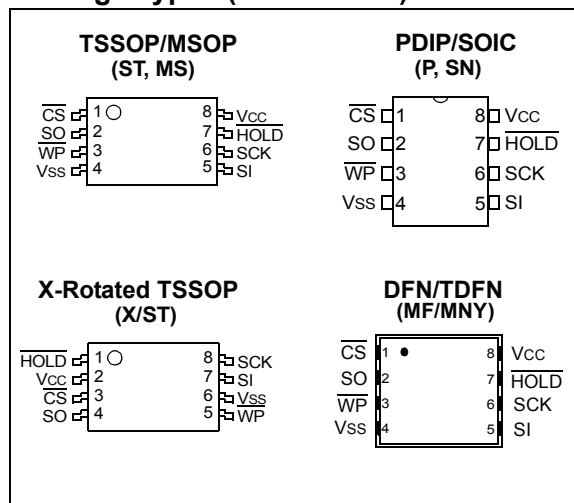 TSSOP/MSOP
(ST, MS)
CS 1 8 Vcc
SO 2 7 HOLD
WP 3 6 SCK
Vss 4 5 SI
PDIP/SOIC
(P, SN)
CS 1 8 Vcc
SO 2 7 HOLD
WP 3 6 SCK
Vss 4 5 SI
X-Rotated TSSOP
(X/ST)
HOLD 1 8 SCK
Vcc 2 7 SI
CS 3 6 Vss
SO 4 5 WP
DFN/TDFN
(MF/MNY)
CS 1 8 Vcc
SO 2 7 HOLD
WP 3 6 SCK
Vss 4 5 SI